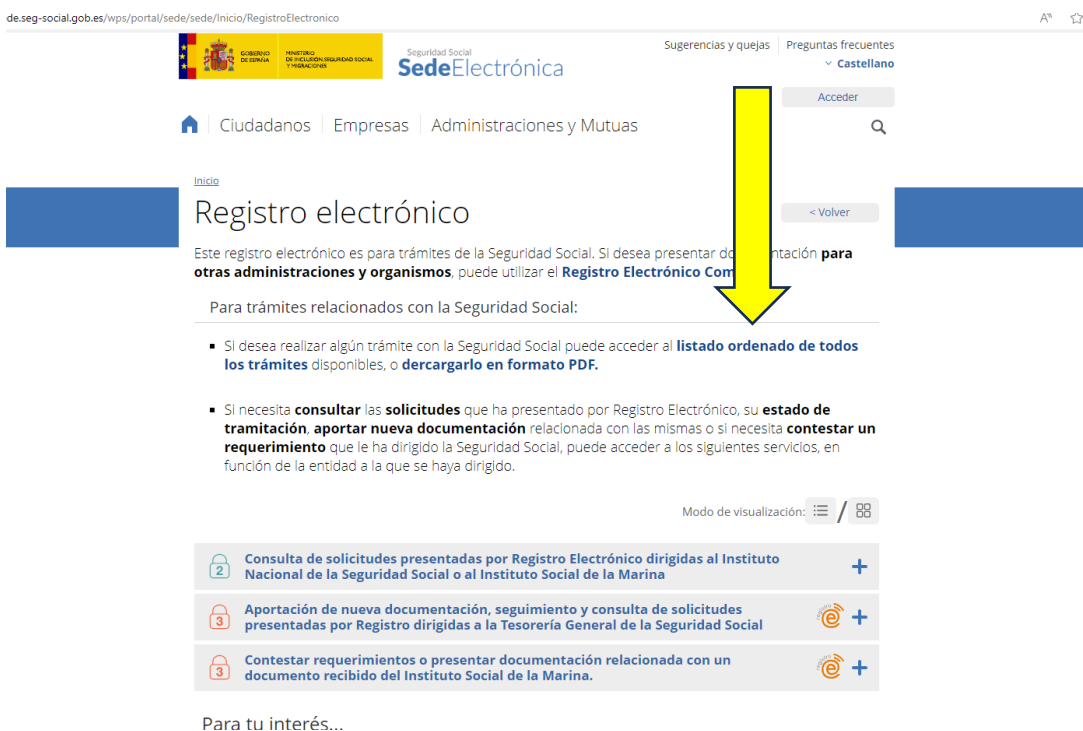 de.seg-social.gob.es/wps/portal/sede/sede/Inicio/RegistroElectronico
GOBIERNO DE ESPAÑA
MINISTERIO DE INCLUSIÓN, SEGURIDAD SOCIAL Y MIGRACIONES
Seguridad Social
SedeElectrónica
Sugerencias y quejas
Preguntas frecuentes
Castellano
Acceder
Ciudadanos Empresas Administraciones y Mutuas
Inicio
Registro electrónico
< Volver
Este registro electrónico es para trámites de la Seguridad Social. Si desea presentar do ntación para
otras administraciones y organismos, puede utilizar el Registro Electrónico Com
Para trámites relacionados con la Seguridad Social:
Si desea realizar algún trámite con la Seguridad Social puede acceder al listado ordenado de todos
los trámites disponibles, o dercargarlo en formato PDF.
Si necesita consultar las solicitudes que ha presentado por Registro Electrónico, su estado de
tramitación, aportar nueva documentación relacionada con las mismas o si necesita contestar un
requerimiento que le ha dirigido la Seguridad Social, puede acceder a los siguientes servicios, en
función de la entidad a la que se haya dirigido.
Modo de visualización: /
2
Consulta de solicitudes presentadas por Registro Electrónico dirigidas al Instituto
Nacional de la Seguridad Social o al Instituto Social de la Marina
3
Aportación de nueva documentación, seguimiento y consulta de solicitudes
presentadas por Registro dirigidas a la Tesorería General de la Seguridad Social
registro e
3
Contestar requerimientos o presentar documentación relacionada con un
documento recibido del Instituto Social de la Marina.
registro e
Para tu interés...